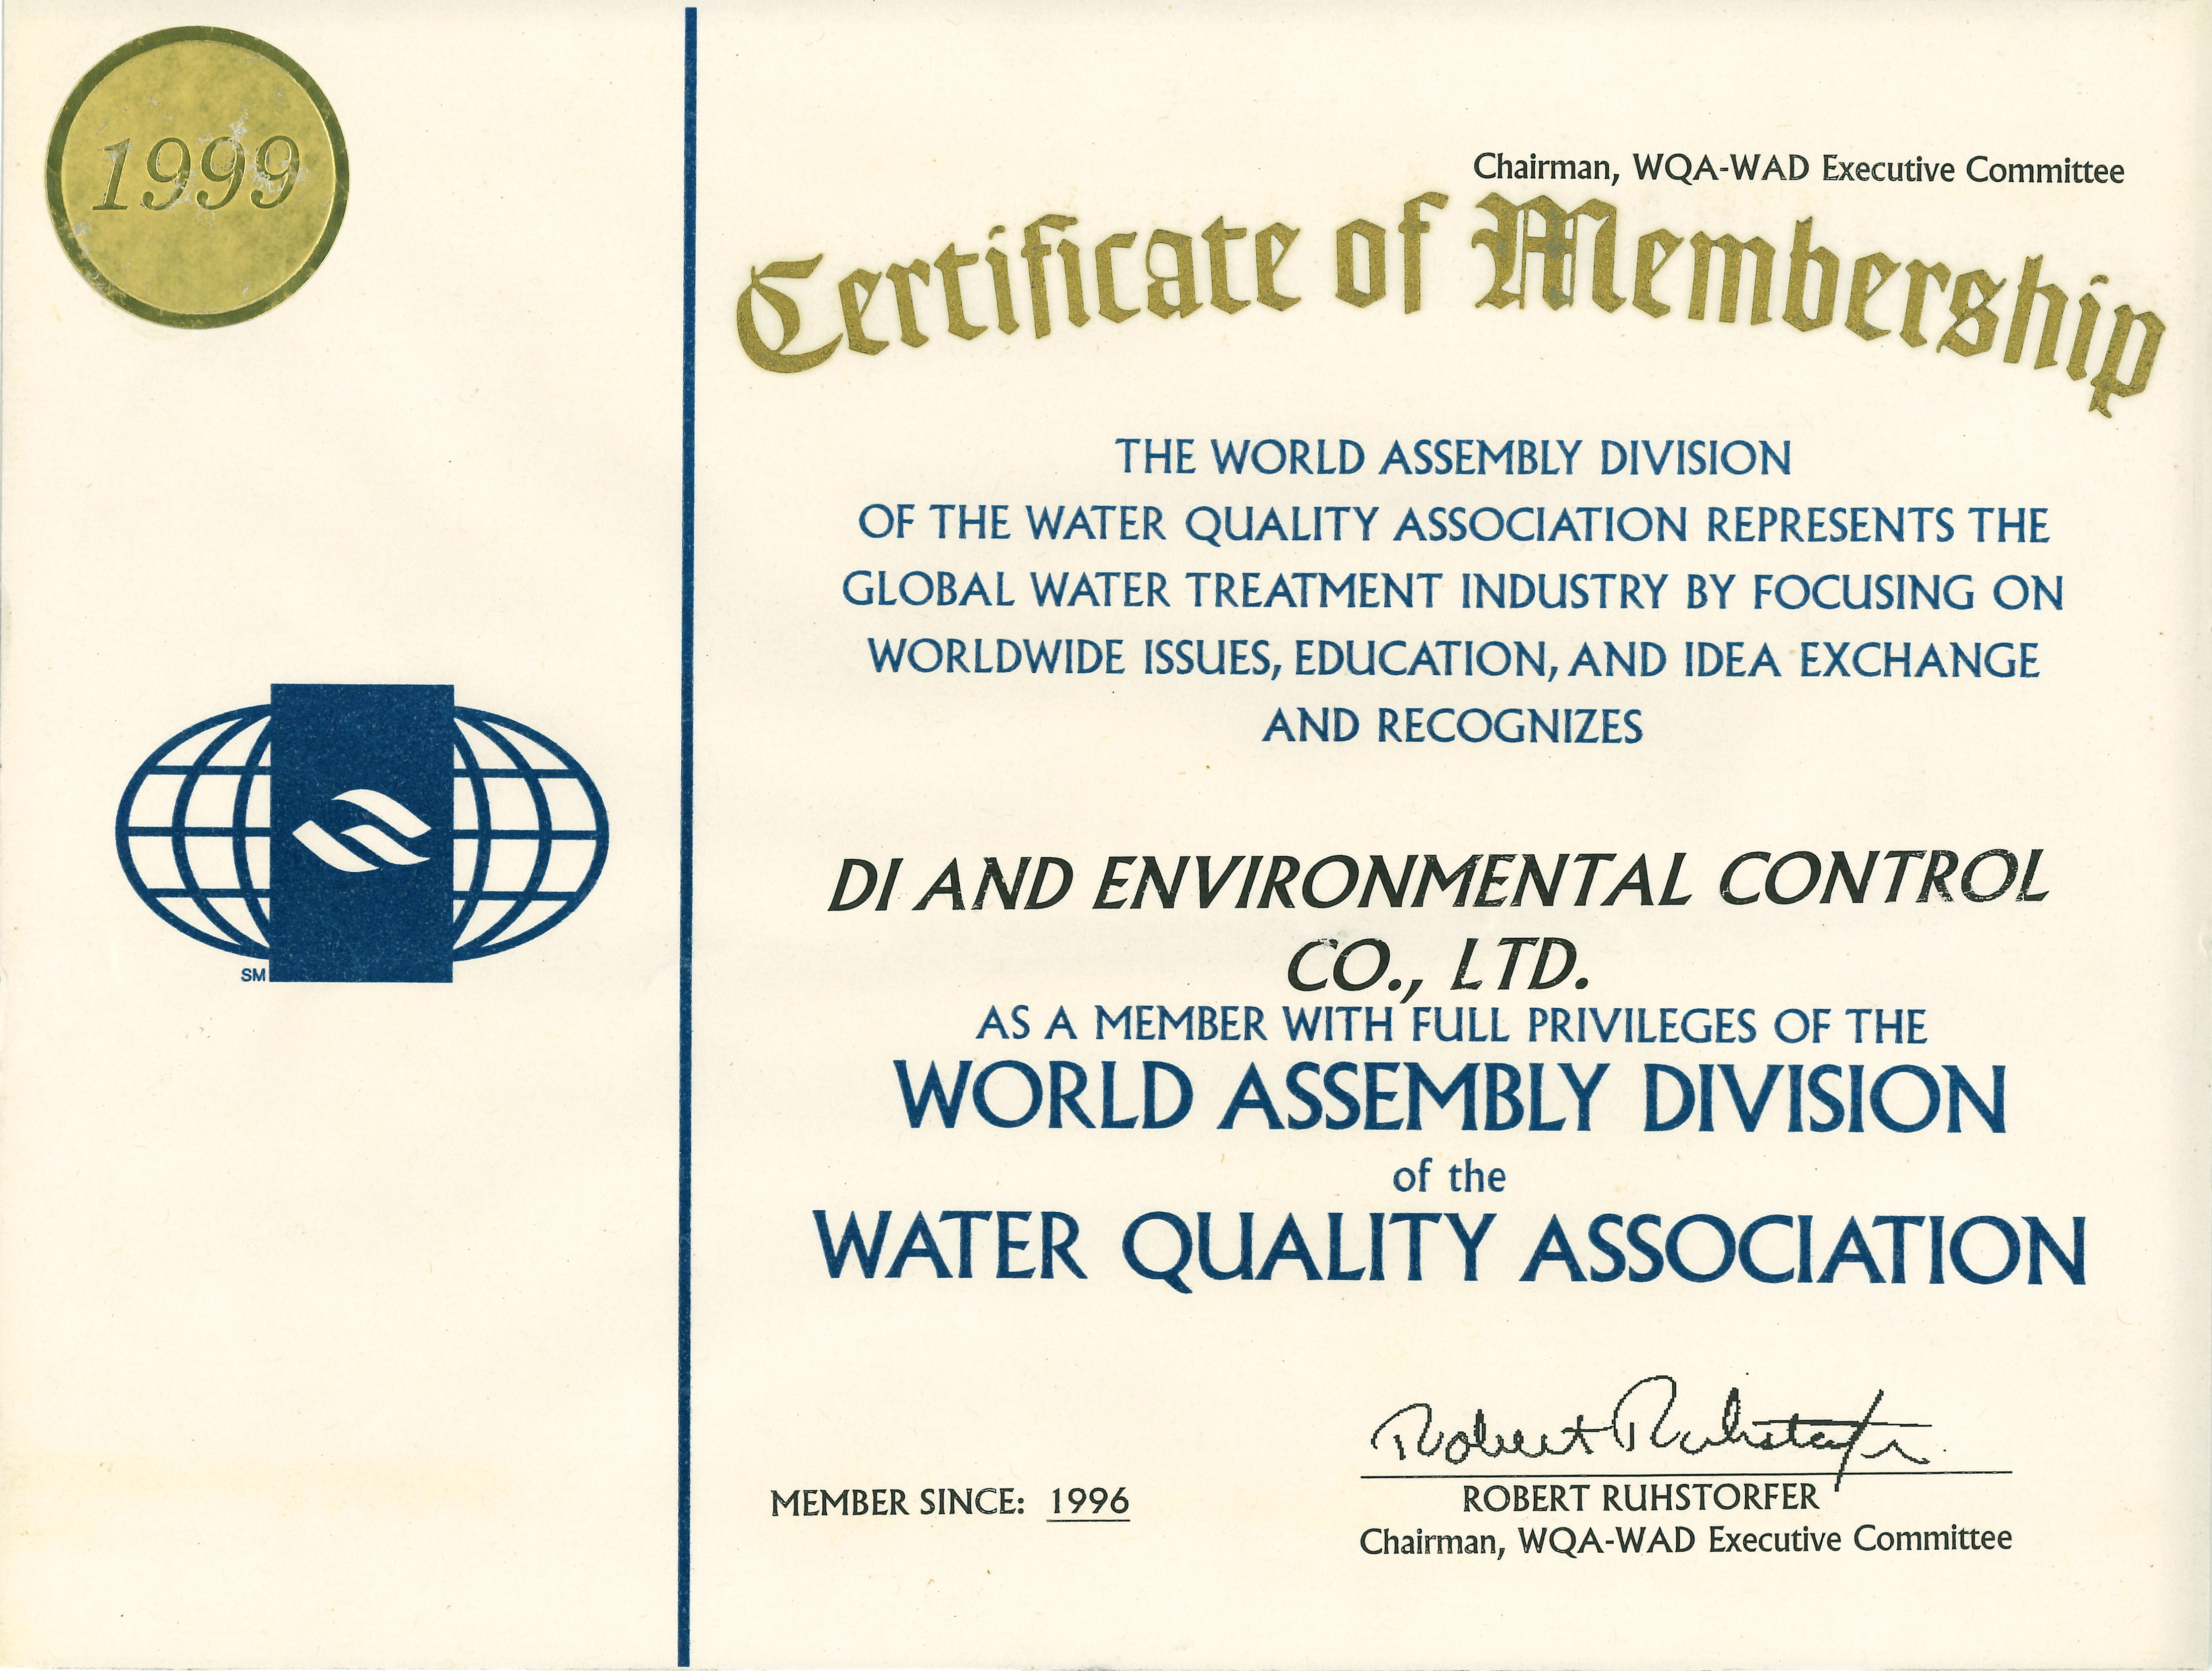 1999
Chairman, WQA-WAD Executive Committee
Certificate of Membership
THE WORLD ASSEMBLY DIVISION
OF THE WATER QUALITY ASSOCIATION REPRESENTS THE
GLOBAL WATER TREATMENT INDUSTRY BY FOCUSING ON
WORLDWIDE ISSUES, EDUCATION, AND IDEA EXCHANGE
AND RECOGNIZES
DI AND ENVIRONMENTAL CONTROL
CO., LTD.
SM
AS A MEMBER WITH FULL PRIVILEGES OF THE
WORLD ASSEMBLY DIVISION
of the
WATER QUALITY ASSOCIATION
Robert Ruhstorfer
MEMBER SINCE: 1996
ROBERT RUHSTORFER
Chairman, WQA-WAD Executive Committee